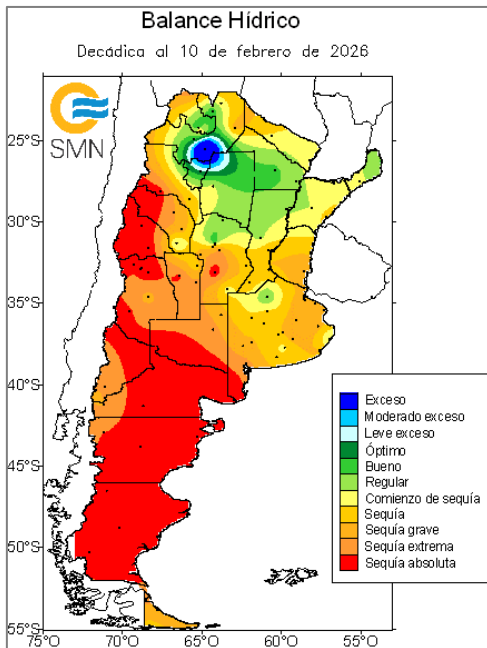 Balance Hídrico
Decádica al 10 de febrero de 2026
SMN
25°S
30°S
35°S
40°S
45°S
50°S
55°S
75°O
70°O
65°O
60°O
55°O
Exceso
Moderado exceso
Leve exceso
Óptimo
Bueno
Regular
Comienzo de sequía
Sequía
Sequía grave
Sequía extrema
Sequía absoluta